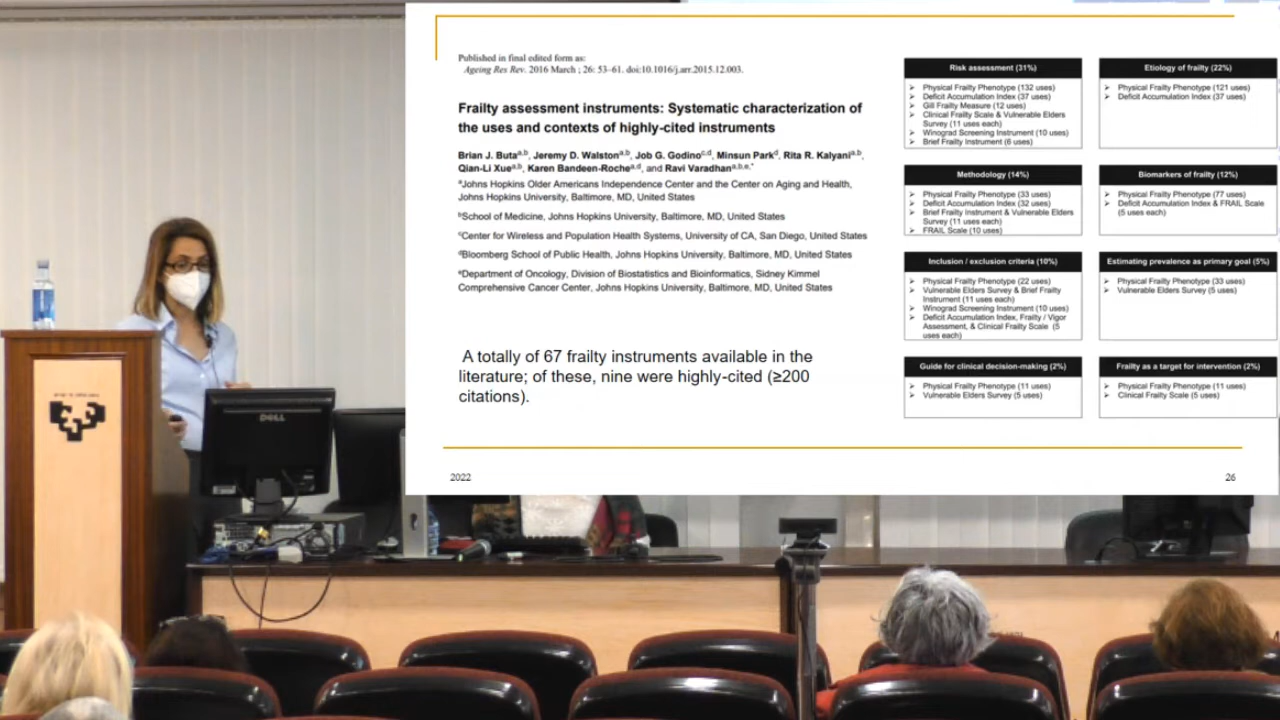 Published in final edited form as:
Ageing Res Rev. 2016 March ; 26: 53–61. doi:10.1016/j.arr.2015.12.003.
Frailty assessment instruments: Systematic characterization of
the uses and contexts of highly-cited instruments
Brian J. Buta^a,b, Jeremy D. Walston^a,b, Job G. Godino^c,d, Minsun Park^d, Rita R. Kalyani^a,b,
Qian-Li Xue^a,b, Karen Bandeen-Roche^a,d, and Ravi Varadhan^a,b,e,*
^aJohns Hopkins Older Americans Independence Center and the Center on Aging and Health,
Johns Hopkins University, Baltimore, MD, United States
^bSchool of Medicine, Johns Hopkins University, Baltimore, MD, United States
^cCenter for Wireless and Population Health Systems, University of CA, San Diego, United States
^dBloomberg School of Public Health, Johns Hopkins University, Baltimore, MD, United States
^eDepartment of Oncology, Division of Biostatistics and Bioinformatics, Sidney Kimmel
Comprehensive Cancer Center, Johns Hopkins University, Baltimore, MD, United States
A totally of 67 frailty instruments available in the
literature; of these, nine were highly-cited (≥200
citations).
Risk assessment (31%)
➢ Physical Frailty Phenotype (132 uses)
➢ Deficit Accumulation Index (37 uses)
➢ Gill Frailty Measure (12 uses)
➢ Clinical Frailty Scale & Vulnerable Elders
Survey (11 uses each)
➢ Winograd Screening Instrument (10 uses)
➢ Brief Frailty Instrument (6 uses)
Etiology of frailty (22%)
➢ Physical Frailty Phenotype (121 uses)
➢ Deficit Accumulation Index (37 uses)
Methodology (14%)
➢ Physical Frailty Phenotype (33 uses)
➢ Deficit Accumulation Index (32 uses)
➢ Brief Frailty Instrument & Vulnerable Elders
Survey (11 uses each)
➢ FRAIL Scale (10 uses)
Biomarkers of frailty (12%)
➢ Physical Frailty Phenotype (77 uses)
➢ Deficit Accumulation Index & FRAIL Scale
(5 uses each)
Inclusion / exclusion criteria (10%)
➢ Physical Frailty Phenotype (22 uses)
➢ Vulnerable Elders Survey & Brief Frailty
Instrument (11 uses each)
➢ Winograd Screening Instrument (10 uses)
➢ Deficit Accumulation Index, Frailty / Vigor
Assessment, & Clinical Frailty Scale (5
uses each)
Estimating prevalence as primary goal (5%)
➢ Physical Frailty Phenotype (33 uses)
➢ Vulnerable Elders Survey (5 uses)
Guide for clinical decision-making (2%)
➢ Physical Frailty Phenotype (11 uses)
➢ Vulnerable Elders Survey (5 uses)
Frailty as a target for intervention (2%)
➢ Physical Frailty Phenotype (11 uses)
➢ Clinical Frailty Scale (5 uses)
2022
26
DELL